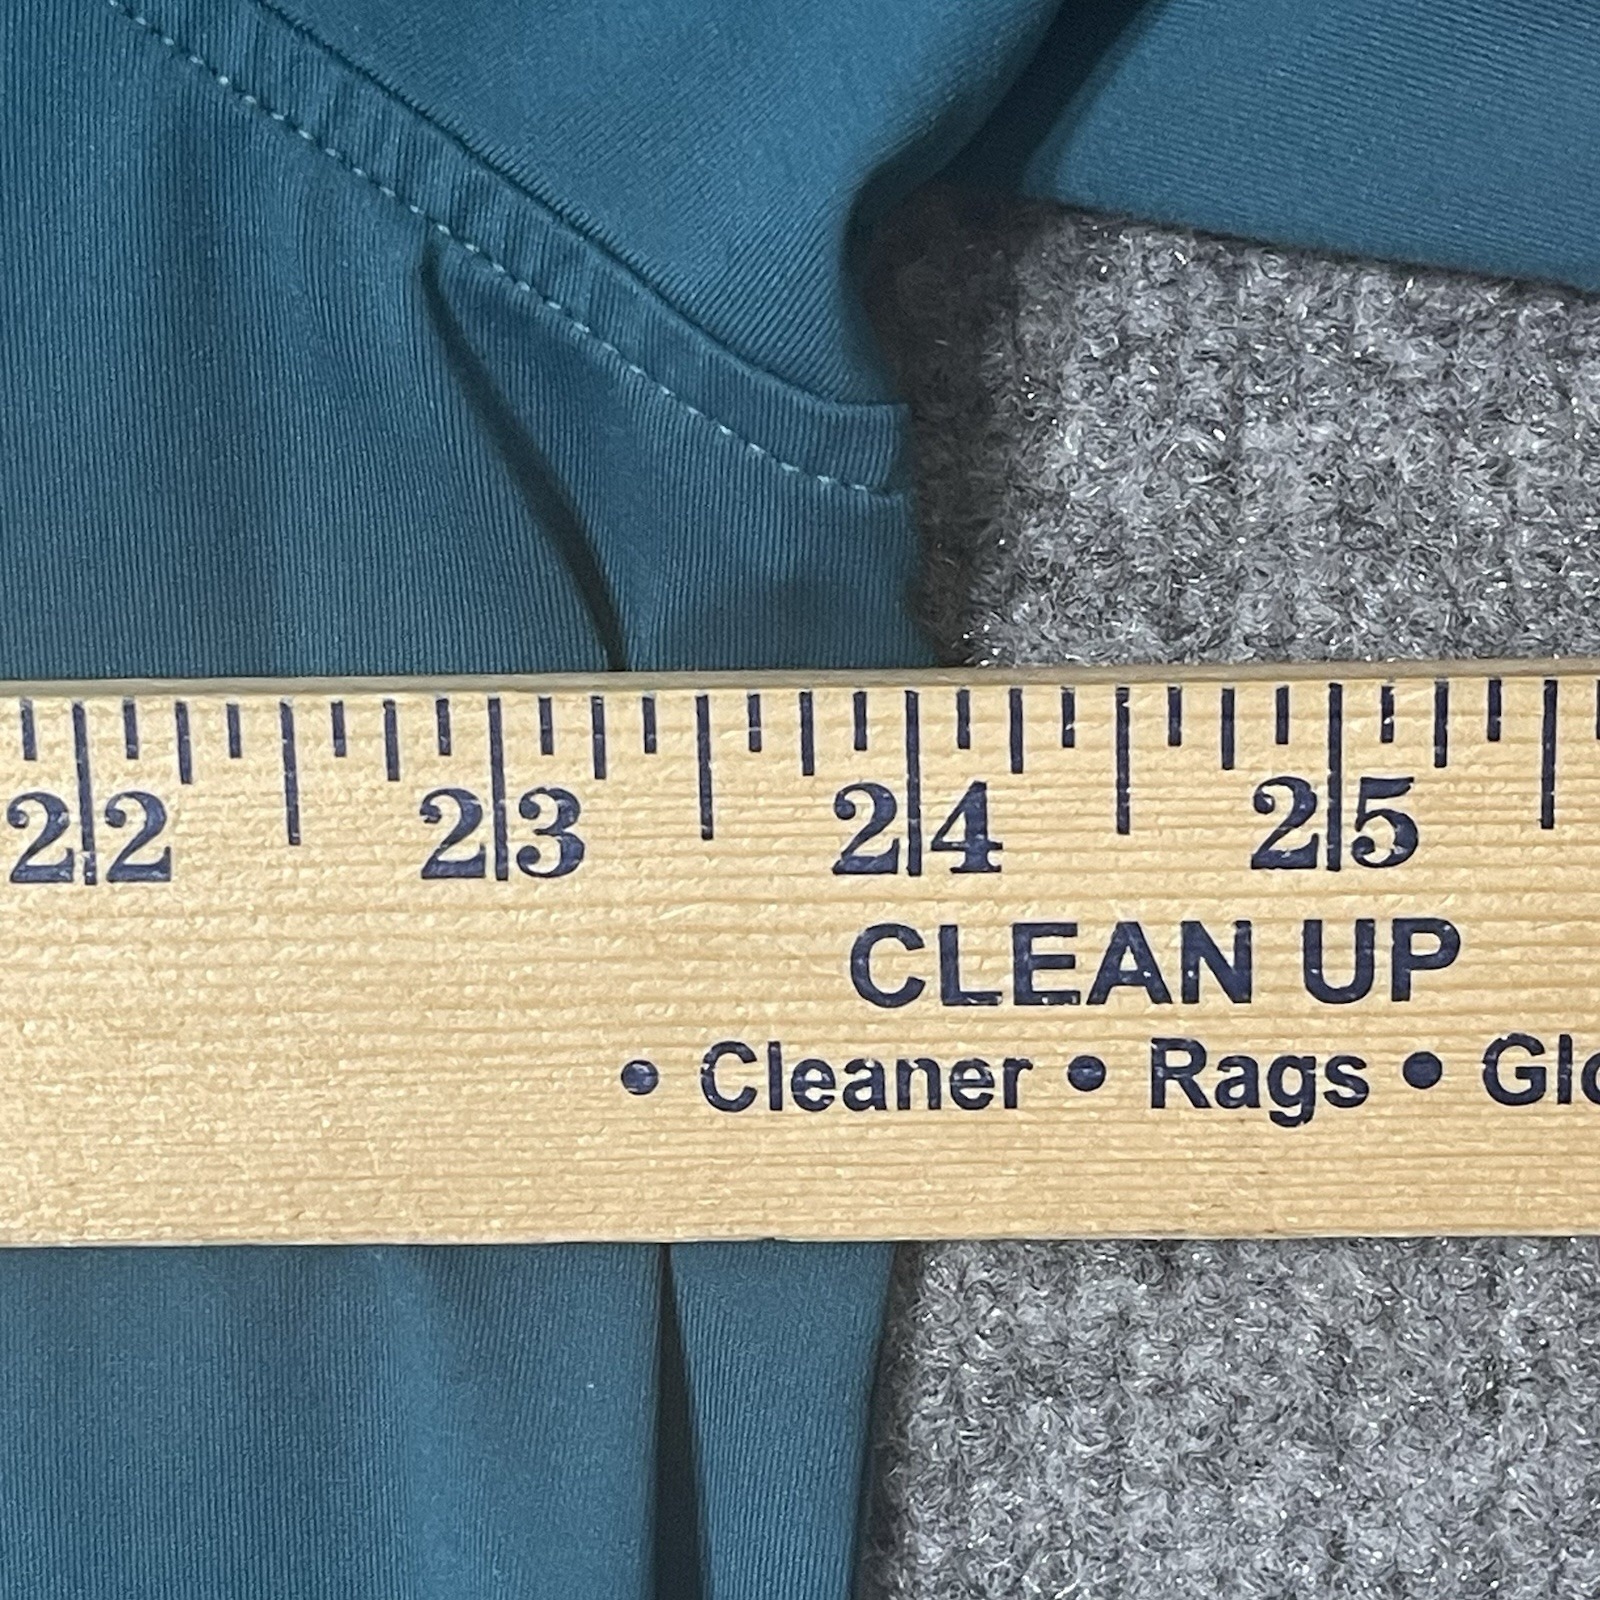 22 23 24 25
CLEAN UP
• Cleaner • Rags •